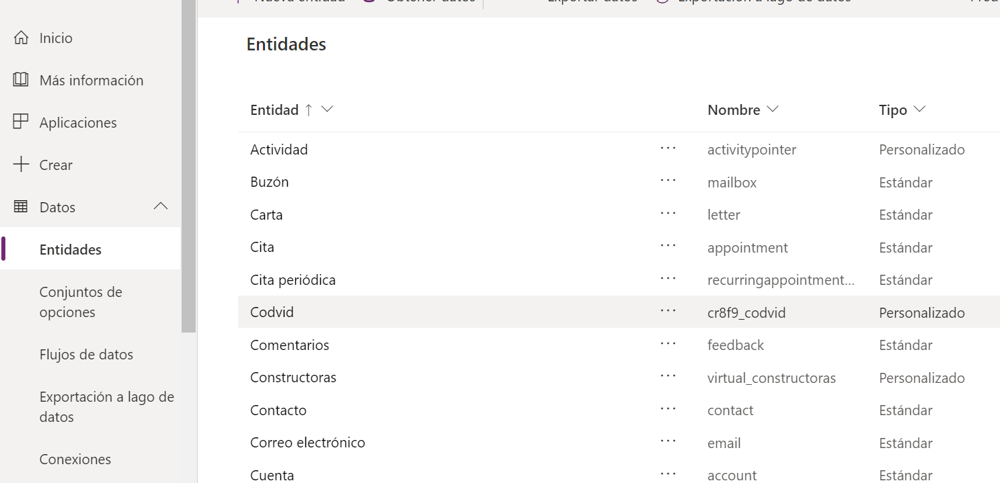 Nueva entidad Obtener datos Exportar datos Exportación a lago de datos
Inicio
Más información
Aplicaciones
Crear
Datos
Entidades
Conjuntos de
opciones
Flujos de datos
Exportación a lago de
datos
Conexiones
Entidades
Entidad Nombre Tipo
Actividad ... activitypointer Personalizado
Buzón ... mailbox Estándar
Carta ... letter Estándar
Cita ... appointment Estándar
Cita periódica ... recurringappointment... Estándar
Codvid ... cr8f9_codvid Personalizado
Comentarios ... feedback Estándar
Constructoras ... virtual_constructoras Personalizado
Contacto ... contact Estándar
Correo electrónico ... email Estándar
Cuenta ... account Estándar